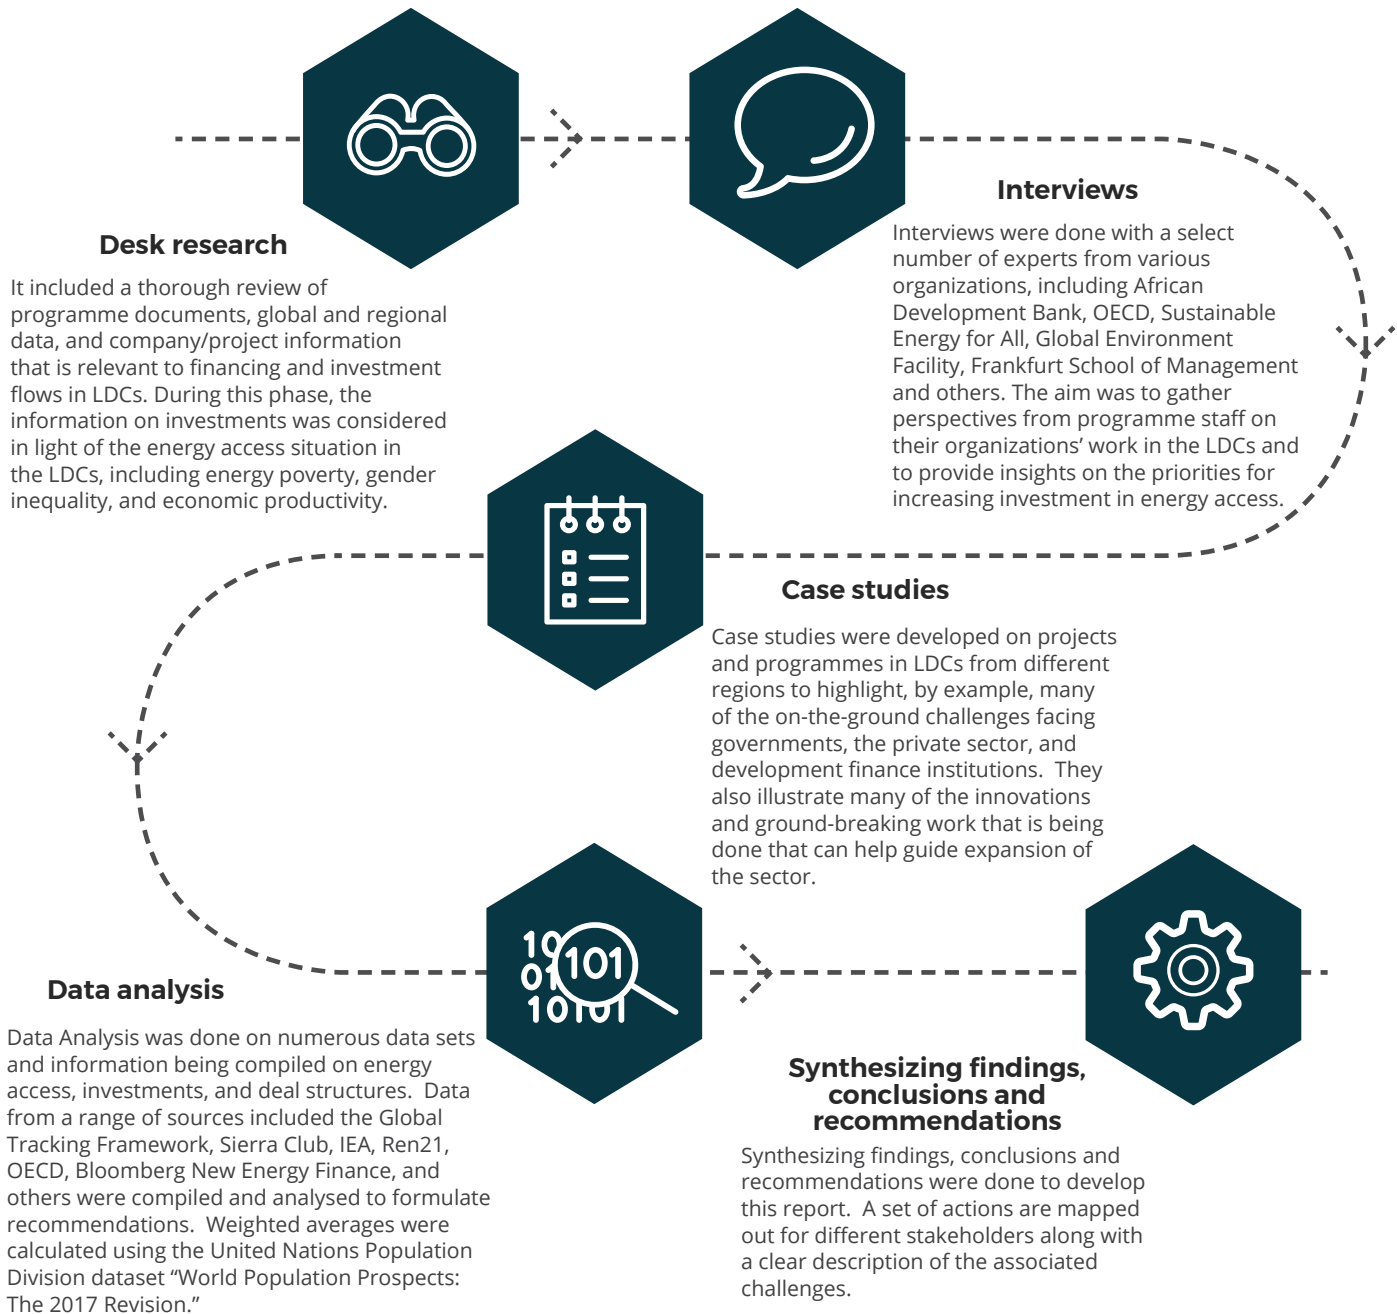 Desk research
It included a thorough review of
programme documents, global and regional
data, and company/project information
that is relevant to financing and investment
flows in LDCs. During this phase, the
information on investments was considered
in light of the energy access situation in
the LDCs, including energy poverty, gender
inequality, and economic productivity.
Interviews
Interviews were done with a select
number of experts from various
organizations, including African
Development Bank, OECD, Sustainable
Energy for All, Global Environment
Facility, Frankfurt School of Management
and others. The aim was to gather
perspectives from programme staff on
their organizations’ work in the LDCs and
to provide insights on the priorities for
increasing investment in energy access.
Case studies
Case studies were developed on projects
and programmes in LDCs from different
regions to highlight, by example, many
of the on-the-ground challenges facing
governments, the private sector, and
development finance institutions.  They
also illustrate many of the innovations
and ground-breaking work that is being
done that can help guide expansion of
the sector.
10
01
101
10101
Data analysis
Data Analysis was done on numerous data sets
and information being compiled on energy
access, investments, and deal structures.  Data
from a range of sources included the Global
Tracking Framework, Sierra Club, IEA, Ren21,
OECD, Bloomberg New Energy Finance, and
others were compiled and analysed to formulate
recommendations.  Weighted averages were
calculated using the United Nations Population
Division dataset “World Population Prospects:
The 2017 Revision.”
Synthesizing findings,
conclusions and
recommendations
Synthesizing findings, conclusions and
recommendations were done to develop
this report.  A set of actions are mapped
out for different stakeholders along with
a clear description of the associated
challenges.